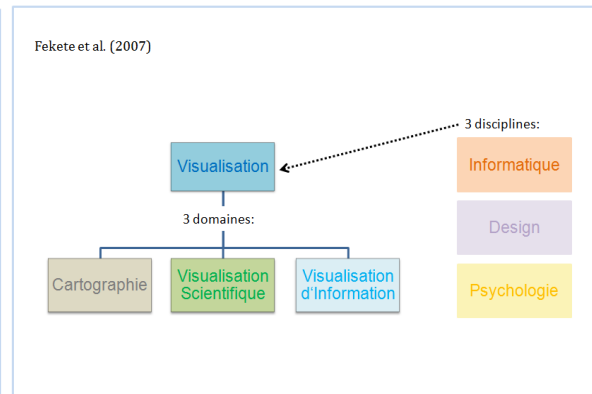 Fekete et al. (2007)
3 disciplines:
Visualisation
Informatique
3 domaines:
Design
Cartographie
Visualisation
Scientifique
Visualisation
d'Information
Psychologie